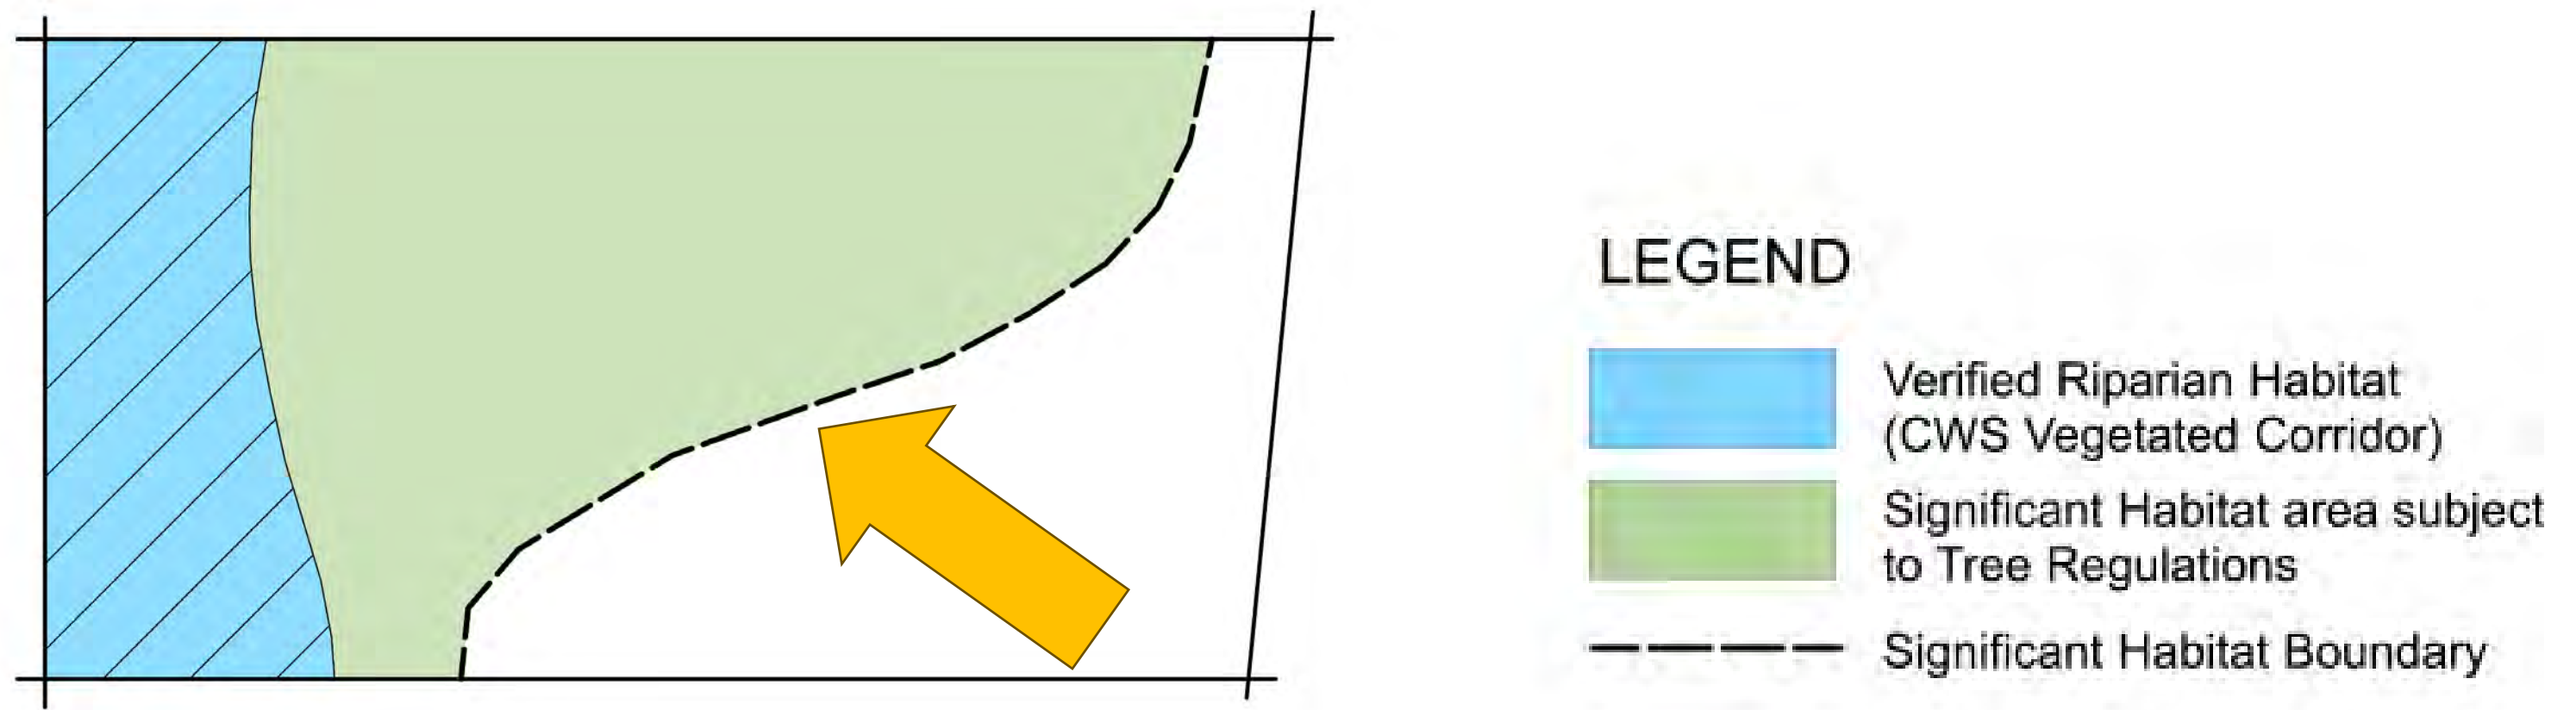 LEGEND
Verified Riparian Habitat
(CWS Vegetated Corridor)
Significant Habitat area subject
to Tree Regulations
Significant Habitat Boundary